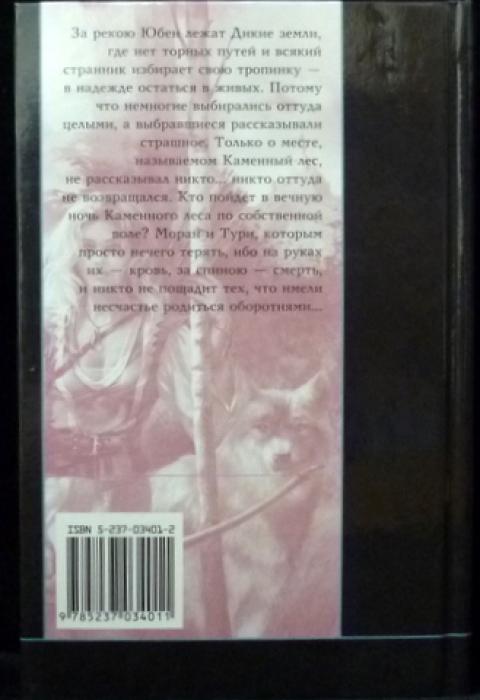 За рекою Юбен лежат Дикие земли,
где нет торных путей и всякий
странник избирает свою тропинку —
в надежде остаться в живых. Потому
что немногие выбирались оттуда
целыми, а выбравшиеся рассказывали
страшное. Только о месте,
называемом Каменный лес,
не рассказывал никто... никто оттуда
не возвращался. Кто пойдет в вечную
ночь Каменного леса по собственной
воле? Моран и Тури, которым
просто нечего терять, ибо на руках
их — кровь, за спиною — смерть,
и никто не пощадит тех, что имели
несчастье родиться оборотнями...
ISBN 5-237-03401-2
9 785237 034011